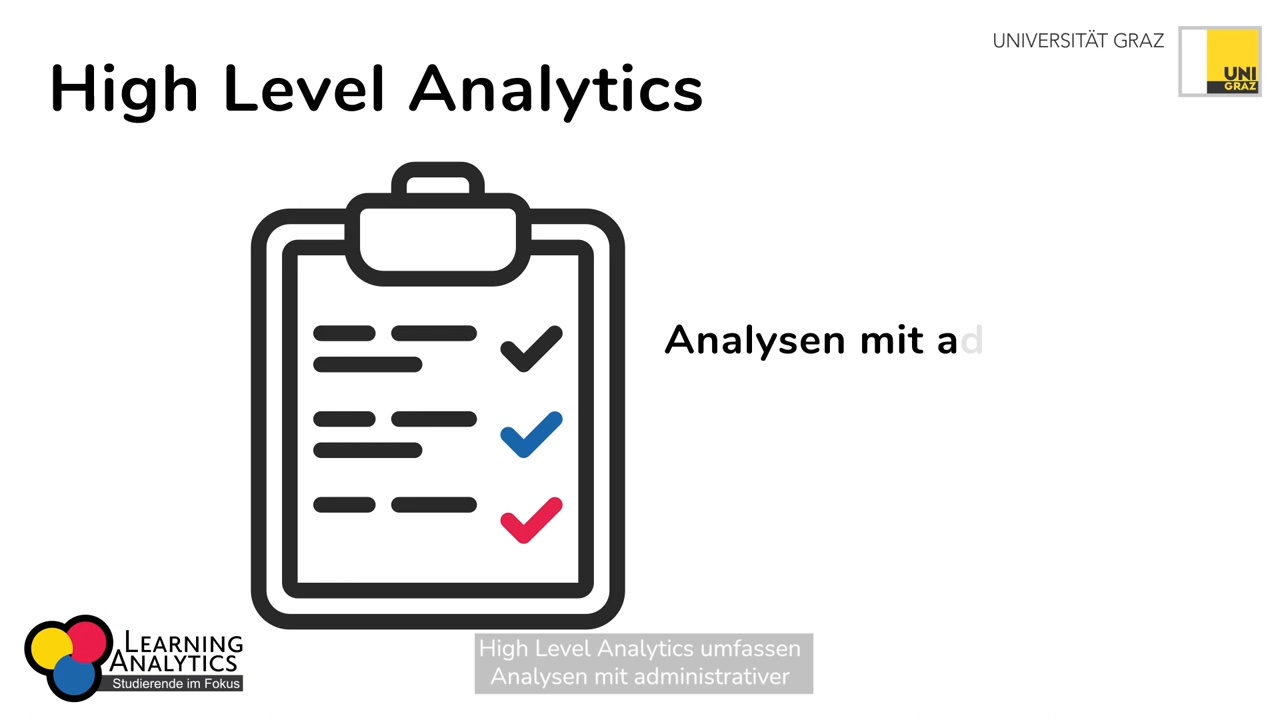 UNIVERSITÄT GRAZ
UNI
GRAZ
High Level Analytics
Analysen mit ad
LEARNING
ANALYTICS
Studierende im Fokus
High Level Analytics umfassen
Analysen mit administrativer